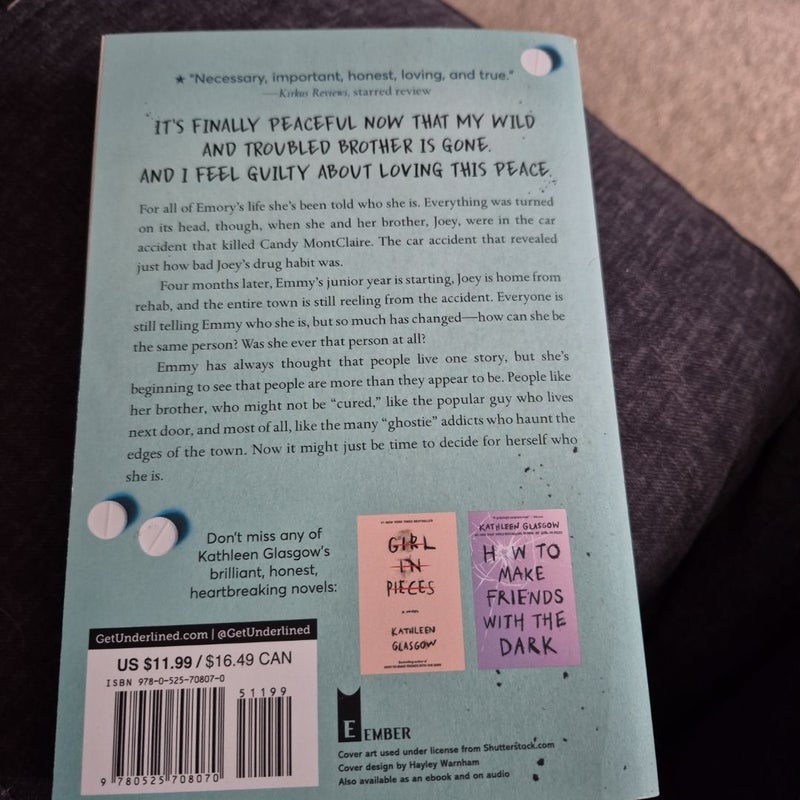 ★ "Necessary, important, honest, loving, and true."
—Kirkus Reviews, starred review
IT'S FINALLY PEACEFUL NOW THAT MY WILD
AND TROUBLED BROTHER IS GONE.
AND I FEEL GUILTY ABOUT LOVING THIS PEACE.
For all of Emory's life she's been told who she is. Everything was turned
on its head, though, when she and her brother, Joey, were in the car
accident that killed Candy MontClaire. The car accident that revealed
just how bad Joey's drug habit was.
Four months later, Emmy's junior year is starting, Joey is home from
rehab, and the entire town is still reeling from the accident. Everyone is
still telling Emmy who she is, but so much has changed—how can she be
the same person? Was she ever that person at all?
Emmy has always thought that people live one story, but she's
beginning to see that people are more than they appear to be. People like
her brother, who might not be “cured,” like the popular guy who lives
next door, and most of all, like the many “ghostie” addicts who haunt the
edges of the town. Now it might just be time to decide for herself who
she is.
Don't miss any of
Kathleen Glasgow's
brilliant, honest,
heartbreaking novels:
#1 NEW YORK TIMES BESTSELLER
GIRL
IN
PIECES
A NOVEL
KATHLEEN
GLASGOW
KATHLEEN GLASGOW
HOW TO
MAKE
FRIENDS
WITH THE
DARK
GetUnderlined.com | @GetUnderlined
US $11.99 / $16.49 CAN
ISBN 978-0-525-70807-0
51199
9 780525 708070
E EMBER
Cover art used under license from Shutterstock.com
Cover design by Hayley Warnham
Also available as an ebook and on audio